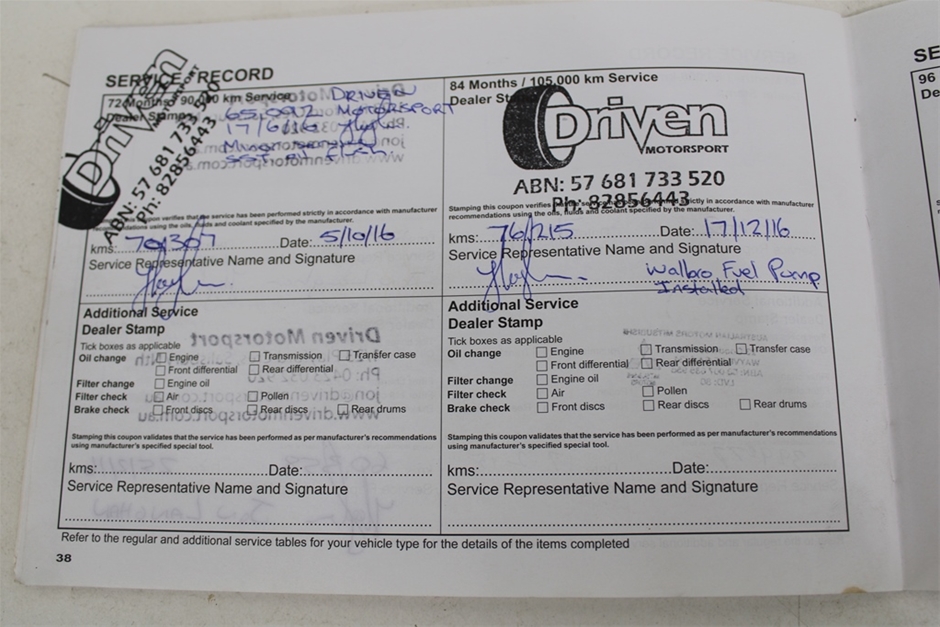 SERVICE RECORD
72 Months / 90,000 km Service
Dealer Stamp
DRIVEN
65,092 MOTORSPORT
17/6/16
Driven
MOTORSPORT
ABN: 57 681 733 520
Ph: 82856443
Stamping this coupon verifies that the service has been performed strictly in accordance with manufacturer
recommendations using the oils, fluids and coolant specified by the manufacturer.
kms: 70,307 Date: 5/10/16
Service Representative Name and Signature
Additional Service
Dealer Stamp
Tick boxes as applicable
Oil change Engine Transmission Transfer case
Front differential Rear differential
Filter change Engine oil
Filter check Air Pollen
Brake check Front discs Rear discs Rear drums
Stamping this coupon validates that the service has been performed as per manufacturer's recommendations
using manufacturer's specified special tool.
kms: Date:
Service Representative Name and Signature
84 Months / 105,000 km Service
Dealer Stamp
Driven
MOTORSPORT
ABN: 57 681 733 520
Ph: 82856443
Stamping this coupon verifies that the service has been performed strictly in accordance with manufacturer
recommendations using the oils, fluids and coolant specified by the manufacturer.
kms: 76,215 Date: 17/12/16
Service Representative Name and Signature
Walbro Fuel Pump
Installed
Additional Service
Dealer Stamp
Tick boxes as applicable
Oil change Engine Transmission Transfer case
Front differential Rear differential
Filter change Engine oil
Filter check Air Pollen
Brake check Front discs Rear discs Rear drums
Stamping this coupon validates that the service has been performed as per manufacturer's recommendations
using manufacturer's specified special tool.
kms: Date:
Service Representative Name and Signature
Refer to the regular and additional service tables for your vehicle type for the details of the items completed
38
SE
96
De